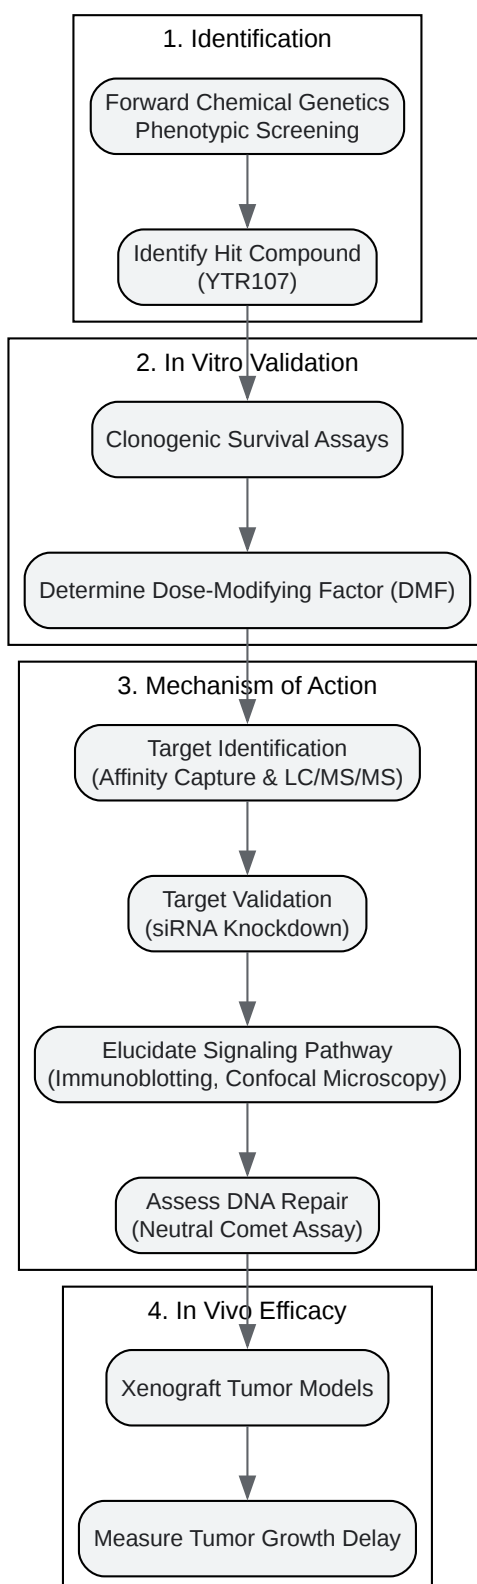 1. Identification
Forward Chemical Genetics
Phenotypic Screening
Identify Hit Compound
(YTR107)
2. In Vitro Validation
Clonogenic Survival Assays
Determine Dose-Modifying Factor (DMF)
3. Mechanism of Action
Target Identification
(Affinity Capture & LC/MS/MS)
Target Validation
(siRNA Knockdown)
Elucidate Signaling Pathway
(Immunoblotting, Confocal Microscopy)
Assess DNA Repair
(Neutral Comet Assay)
4. In Vivo Efficacy
Xenograft Tumor Models
Measure Tumor Growth Delay